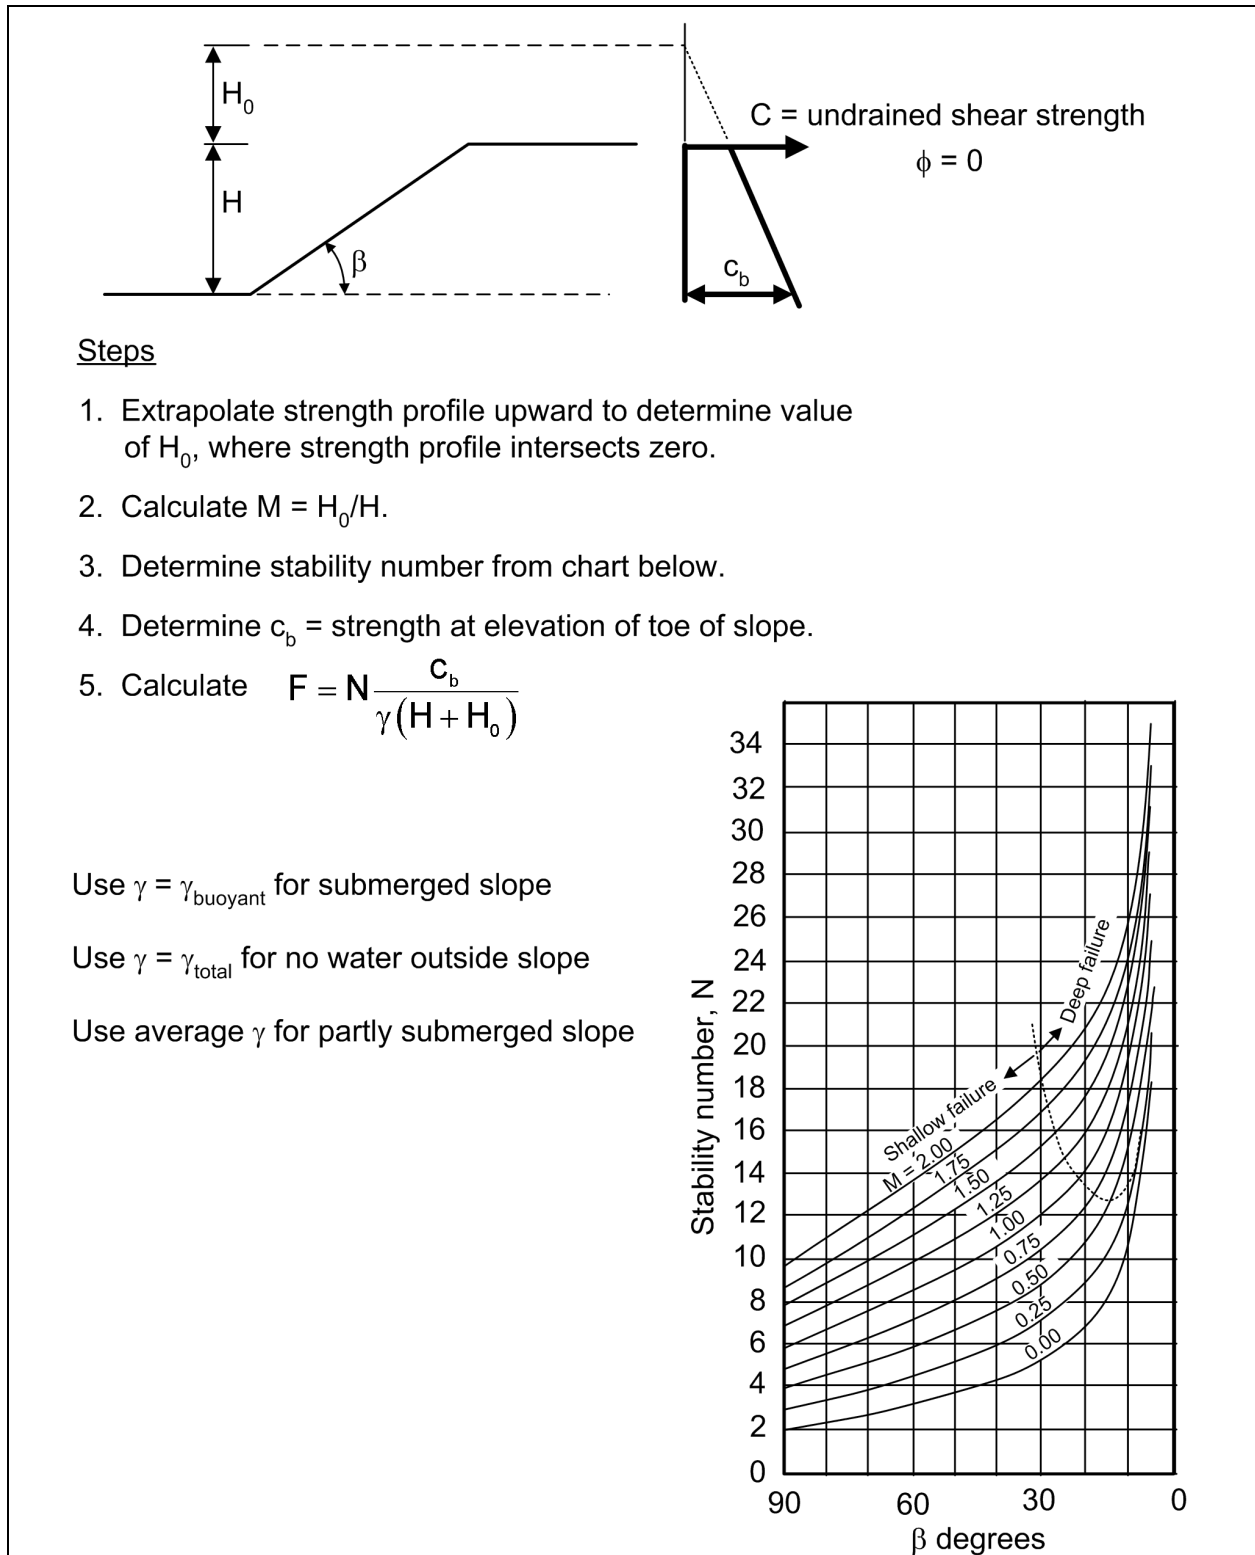 H₀
C = undrained shear strength
ϕ = 0
H
β
c_b
Steps
1. Extrapolate strength profile upward to determine value
of H₀, where strength profile intersects zero.
2. Calculate M = H₀/H.
3. Determine stability number from chart below.
4. Determine c_b = strength at elevation of toe of slope.
5. Calculate F = N c_b / γ(H + H₀)
Use γ = γ_buoyant for submerged slope
Use γ = γ_total for no water outside slope
Use average γ for partly submerged slope
Stability number, N
34
32
30
28
26
24
22
20
18
16
14
12
10
8
6
4
2
0
Deep failure
Shallow failure
M = 2.00
1.75
1.50
1.25
1.00
0.75
0.50
0.25
0.00
90 60 30 0
β degrees